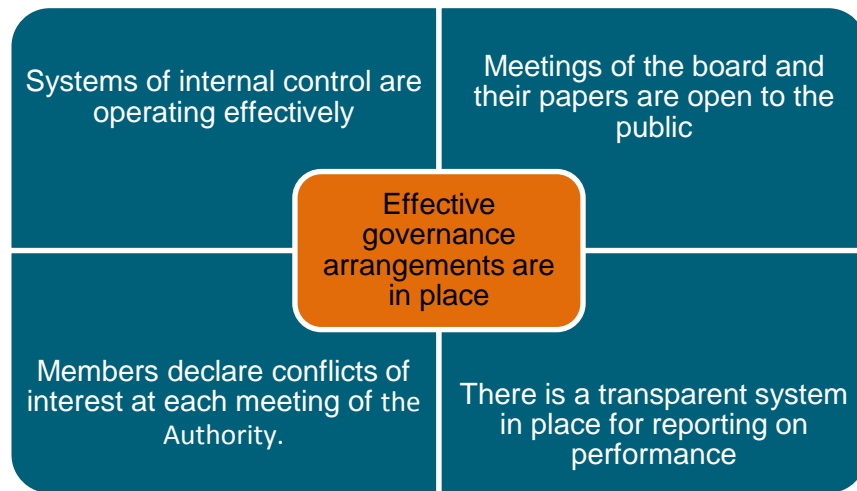 Systems of internal control are
operating effectively
Meetings of the board and
their papers are open to the
public
Effective
governance
arrangements are
in place
Members declare conflicts of
interest at each meeting of the
Authority.
There is a transparent system
in place for reporting on
performance